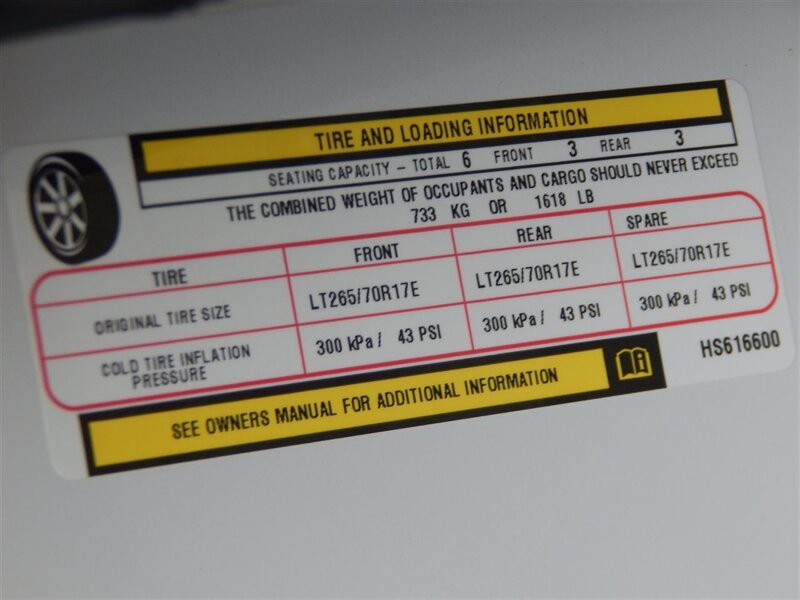 TIRE AND LOADING INFORMATION
SEATING CAPACITY – TOTAL 6 FRONT 3 REAR 3
THE COMBINED WEIGHT OF OCCUPANTS AND CARGO SHOULD NEVER EXCEED
733 KG OR 1618 LB
TIRE FRONT REAR SPARE
ORIGINAL TIRE SIZE LT265/70R17E LT265/70R17E LT265/70R17E
COLD TIRE INFLATION PRESSURE 300 kPa / 43 PSI 300 kPa / 43 PSI 300 kPa / 43 PSI
SEE OWNERS MANUAL FOR ADDITIONAL INFORMATION
HS616600